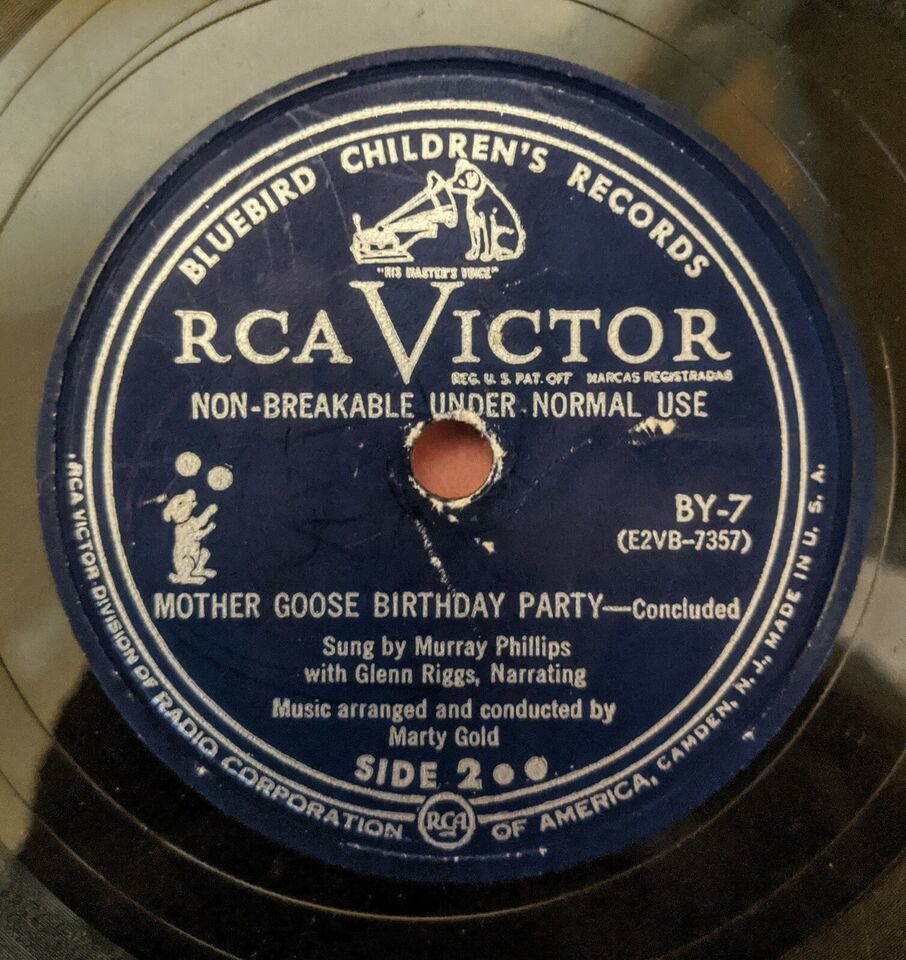 BLUEBIRD CHILDREN'S RECORDS
"HIS MASTER'S VOICE"
RCA VICTOR
REG. U. S. PAT. OFF MARCAS REGISTRADAS
NON-BREAKABLE UNDER NORMAL USE
BY-7
(E2VB-7357)
MOTHER GOOSE BIRTHDAY PARTY—Concluded
Sung by Murray Phillips
with Glenn Riggs, Narrating
Music arranged and conducted by
Marty Gold
SIDE 2
RCA VICTOR DIVISION OF RADIO CORPORATION OF AMERICA, CAMDEN, N. J., MADE IN U. S. A.
RCA